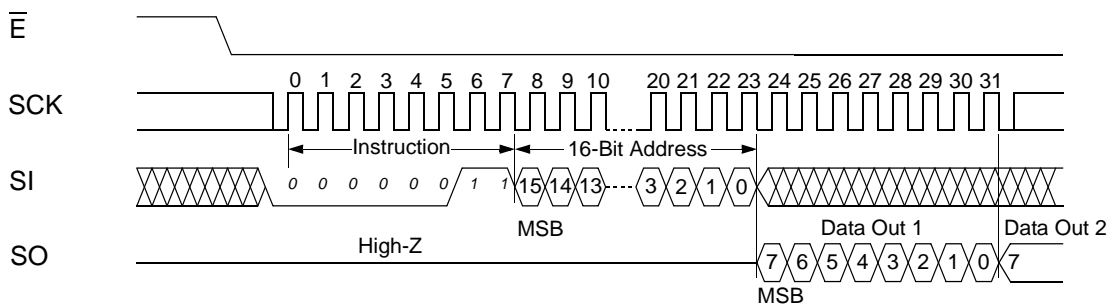 E
SCK
0 1 2 3 4 5 6 7 8 9 10 20 21 22 23 24 25 26 27 28 29 30 31
Instruction 16-Bit Address
SI
0 0 0 0 0 0 1 1 15 14 13 3 2 1 0
MSB Data Out 1 Data Out 2
SO
High-Z
7 6 5 4 3 2 1 0 7
MSB